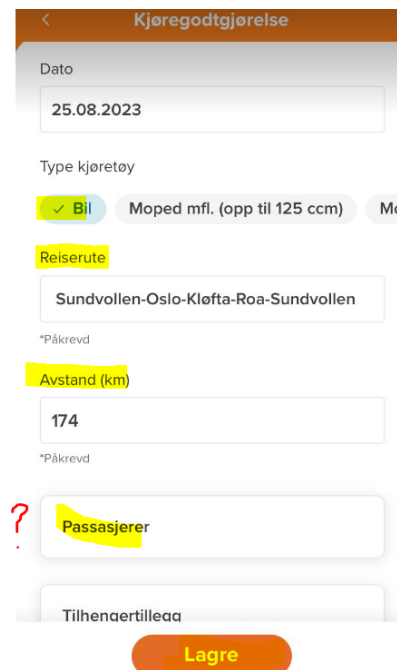 Kjøregodtgjørelse
Dato
25.08.2023
Type kjøretøy
Bil Moped mfl. (opp til 125 ccm)
Reiserute
Sundvollen-Oslo-Kløfta-Roa-Sundvollen
*Påkrevd
Avstand (km)
174
*Påkrevd
? Passasjerer
Tilhengertillegg
Lagre